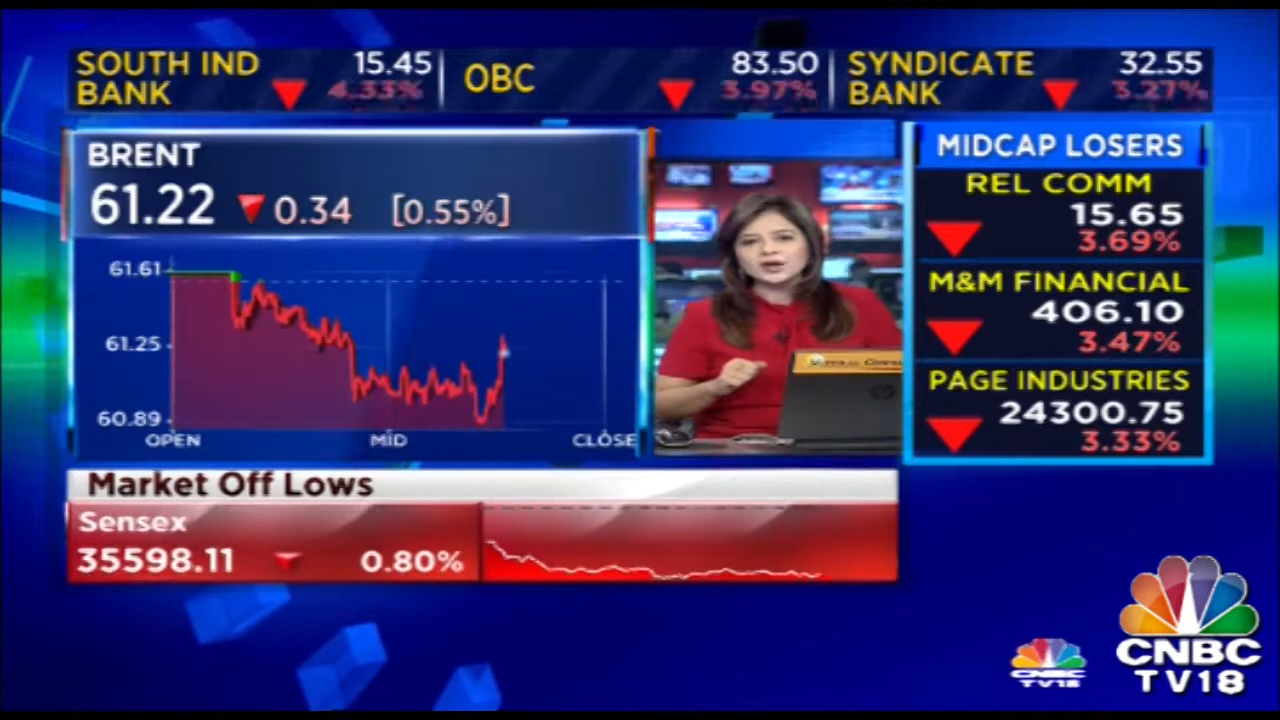 SOUTH IND BANK 15.45 4.33%
OBC 83.50 3.97%
SYNDICATE BANK 32.55 3.27%
BRENT
61.22 0.34 [0.55%]
61.61
61.25
60.89
OPEN MID CLOSE
MIDCAP LOSERS
REL COMM
15.65
3.69%
M&M FINANCIAL
406.10
3.47%
PAGE INDUSTRIES
24300.75
3.33%
Market Off Lows
Sensex
35598.11 0.80%
CNBC
TV18
CNBC
TV18